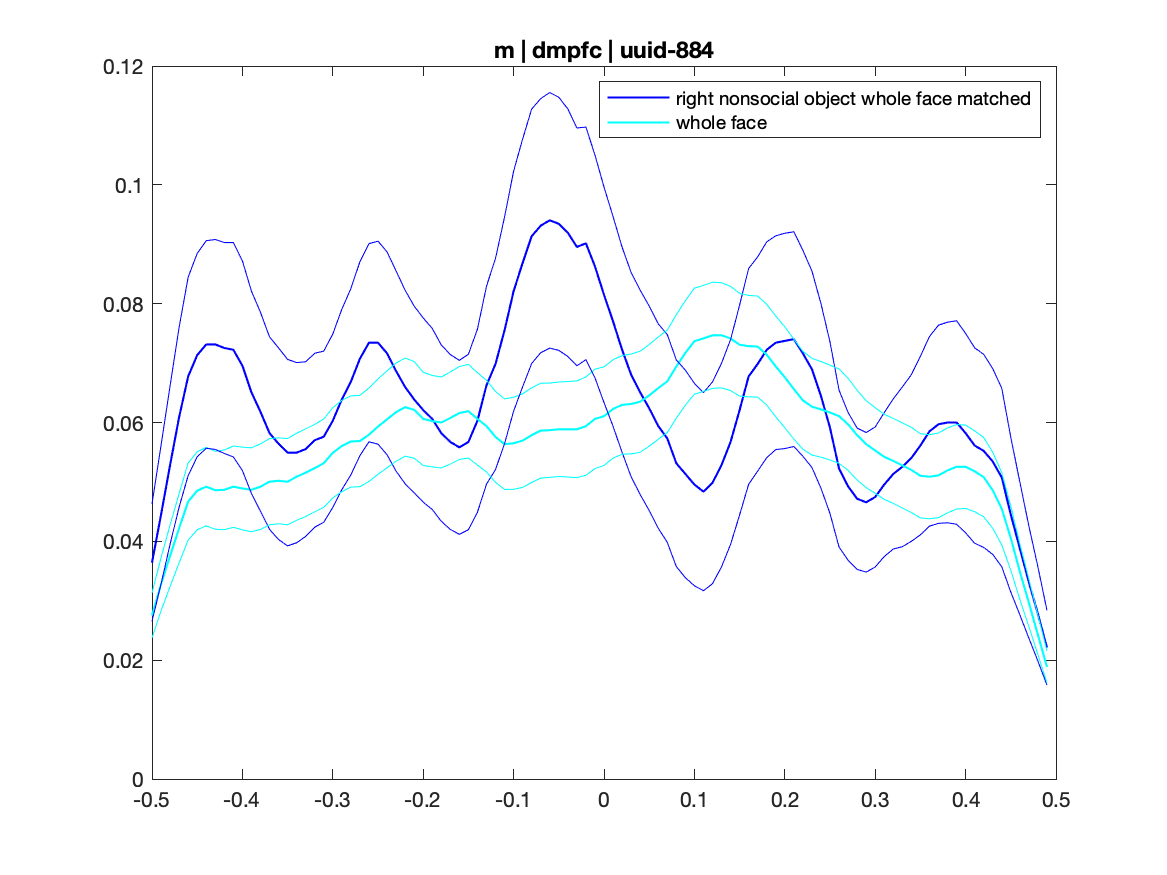 m | dmpfc | uuid-884
right nonsocial object whole face matched
whole face
0.12
0.1
0.08
0.06
0.04
0.02
0
-0.5 -0.4 -0.3 -0.2 -0.1 0 0.1 0.2 0.3 0.4 0.5